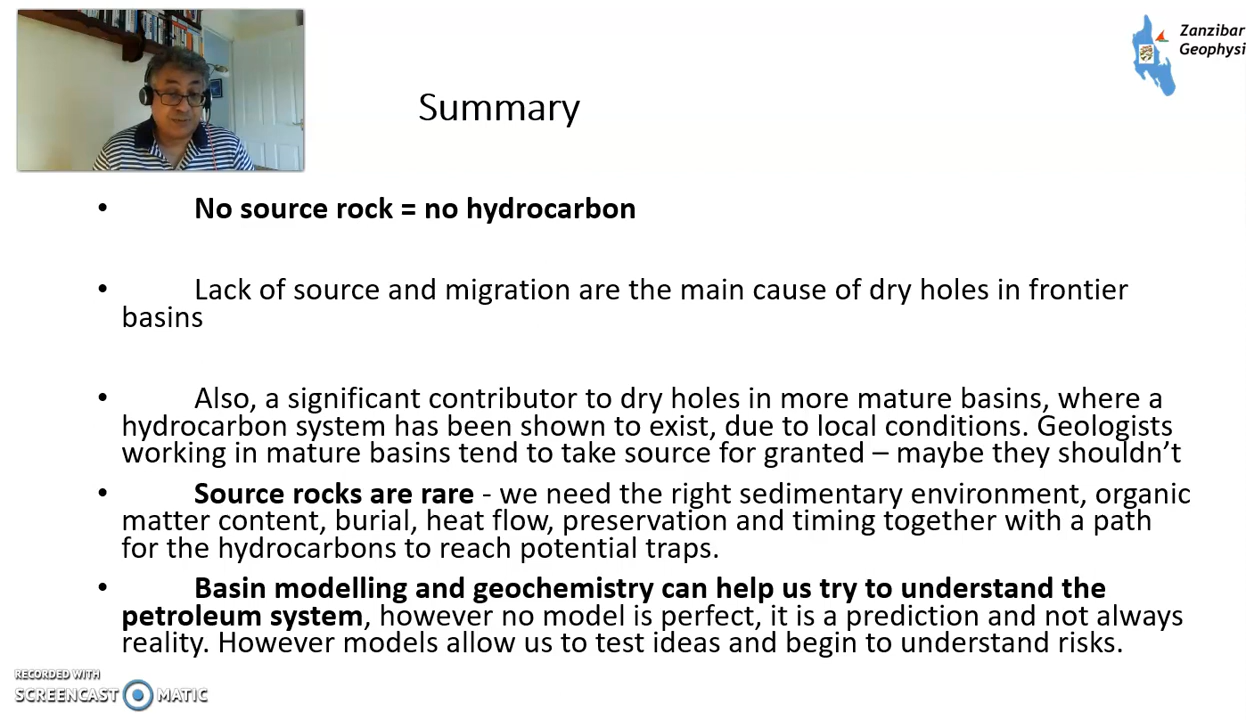 Zanzibar
Geophysi
Summary
• No source rock = no hydrocarbon
• Lack of source and migration are the main cause of dry holes in frontier
basins
• Also, a significant contributor to dry holes in more mature basins, where a
hydrocarbon system has been shown to exist, due to local conditions. Geologists
working in mature basins tend to take source for granted – maybe they shouldn’t
• Source rocks are rare - we need the right sedimentary environment, organic
matter content, burial, heat flow, preservation and timing together with a path
for the hydrocarbons to reach potential traps.
• Basin modelling and geochemistry can help us try to understand the
petroleum system, however no model is perfect, it is a prediction and not always
reality. However models allow us to test ideas and begin to understand risks.
RECORDED WITH
SCREENCAST MATIC